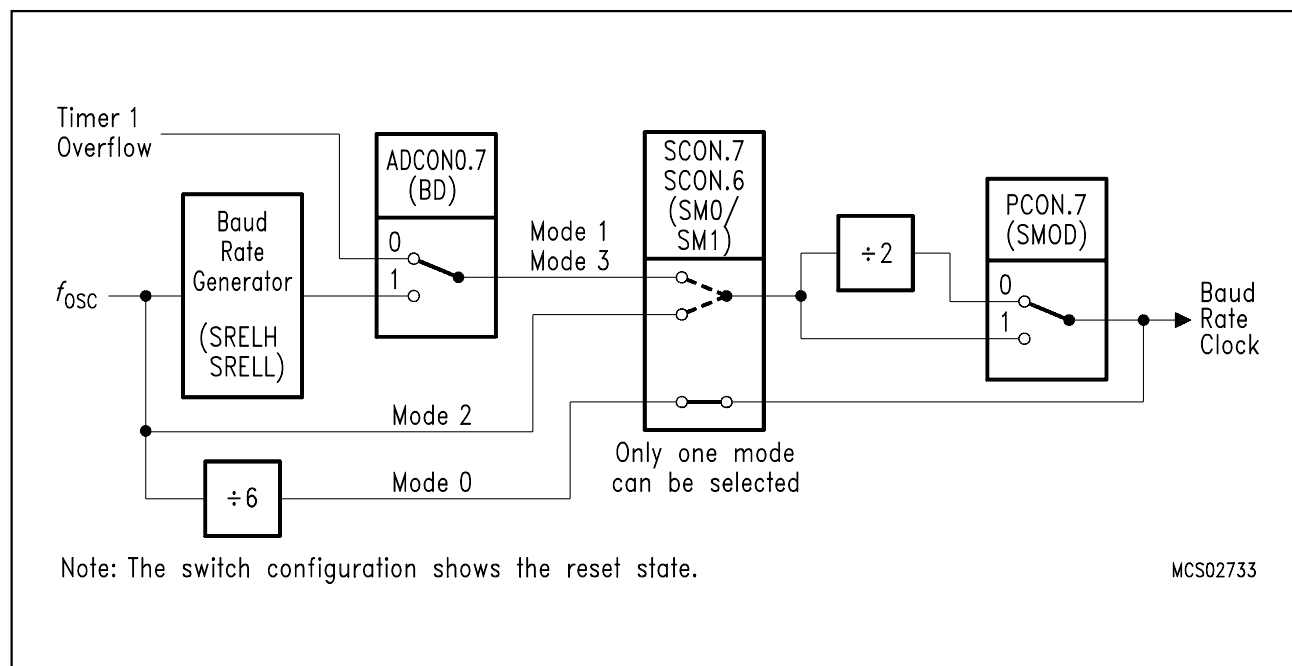 Timer 1
Overflow
ADCON0.7
(BD)
0
1
Baud
Rate
Generator
(SRELH
SRELL)
fOSC
Mode 1
Mode 3
SCON.7
SCON.6
(SM0/
SM1)
÷2
PCON.7
(SMOD)
0
1
Baud
Rate
Clock
Mode 2
Mode 0
÷6
Only one mode
can be selected
Note: The switch configuration shows the reset state.
MCS02733